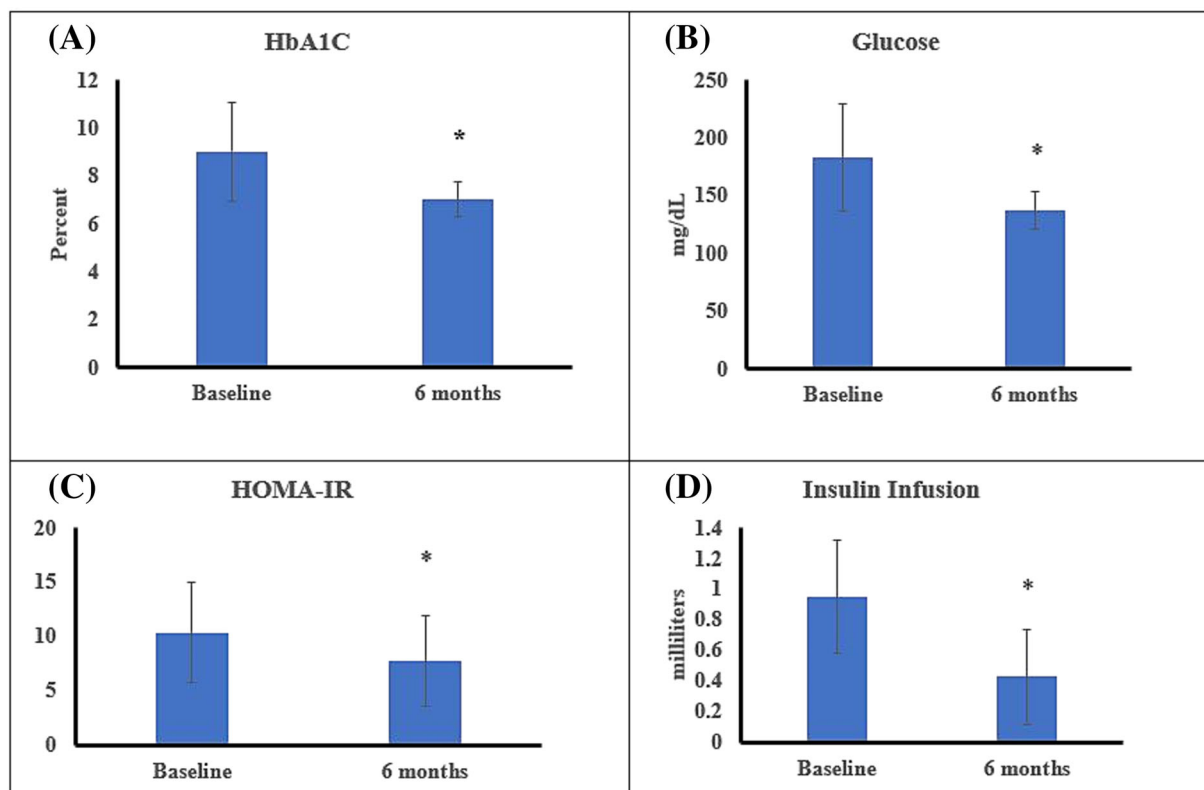 (A)
HbA1C
12
10
8
6
4
2
0
Percent
*
Baseline 6 months
(B)
Glucose
250
200
150
100
50
0
mg/dL
*
Baseline 6 months
(C)
HOMA-IR
20
15
10
5
0
*
Baseline 6 months
(D)
Insulin Infusion
1.4
1.2
1
0.8
0.6
0.4
0.2
0
milliliters
*
Baseline 6 months